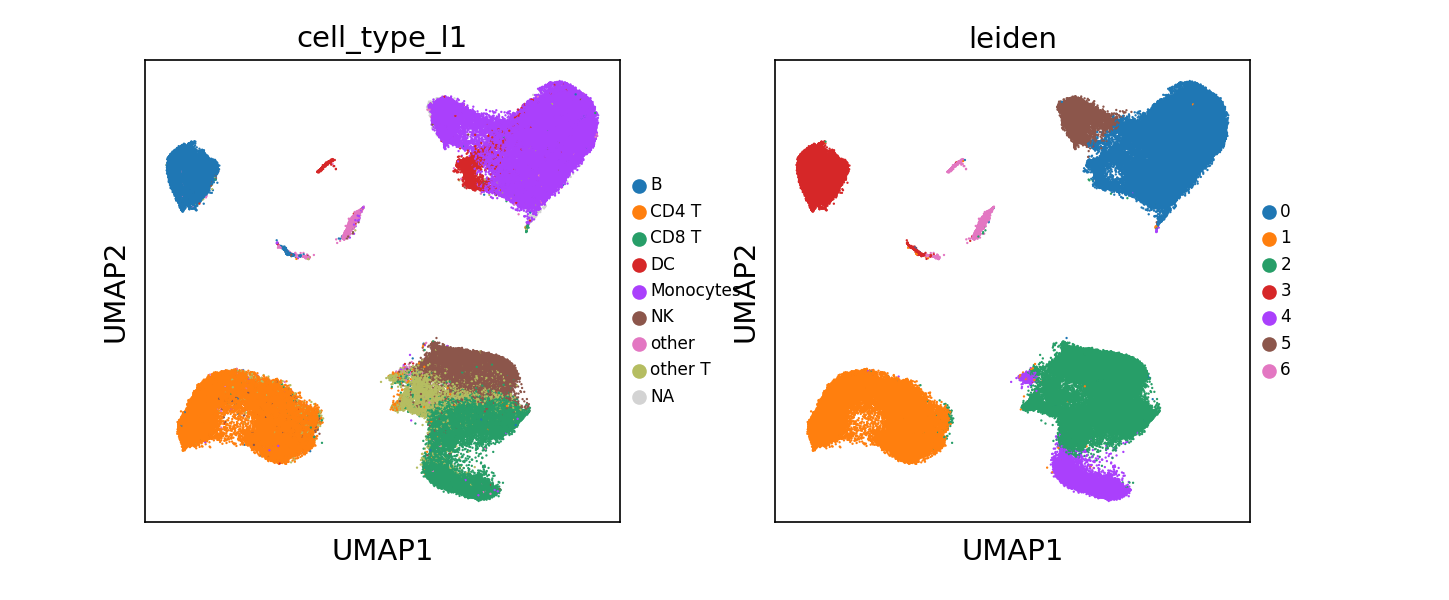 cell_type_l1
UMAP2
UMAP1
B
CD4 T
CD8 T
DC
Monocytes
NK
other
other T
NA
leiden
UMAP2
UMAP1
0
1
2
3
4
5
6